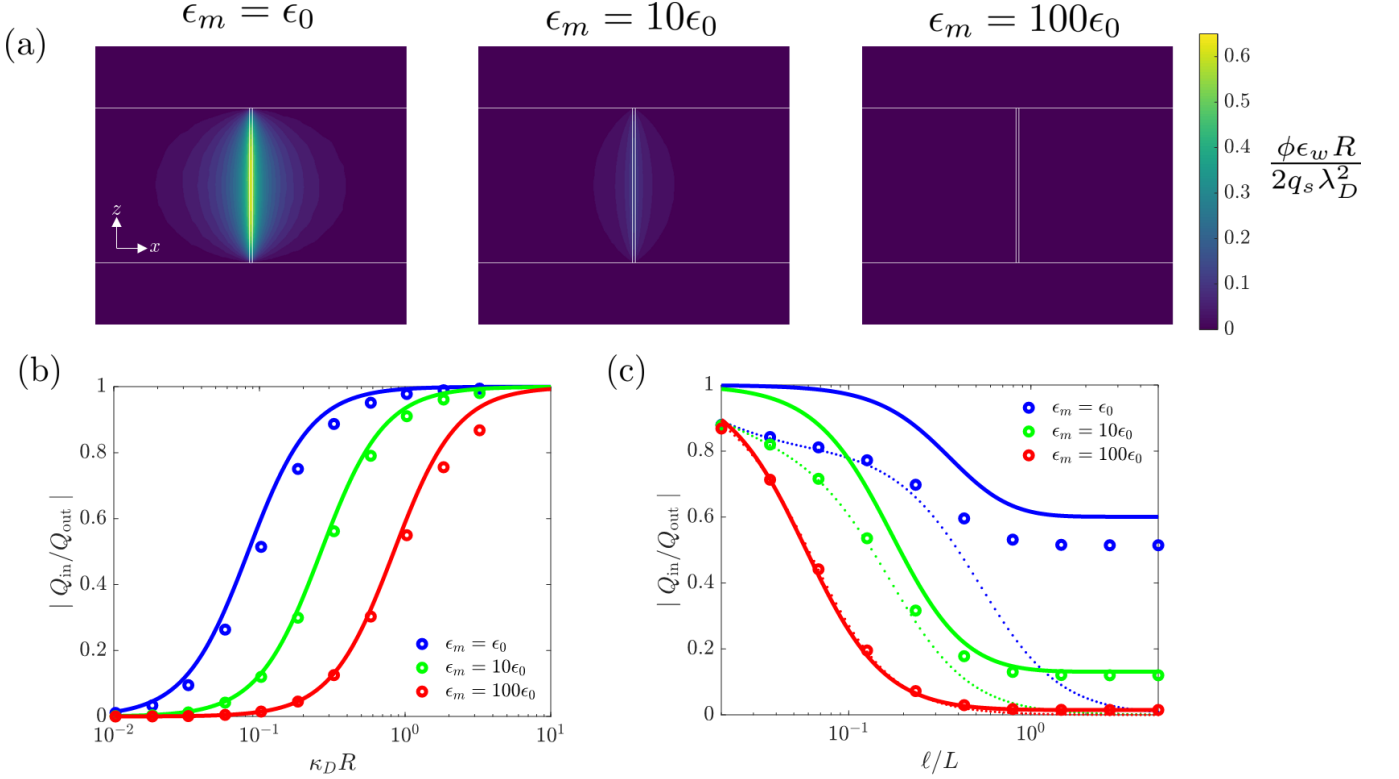 (a)
ϵ_m = ϵ_0
ϵ_m = 10ϵ_0
ϵ_m = 100ϵ_0
z
x
0.6
0.5
0.4
0.3
0.2
0.1
0
ϕϵ_w R
2q_s λ_D^2
(b)
| Q_in/Q_out |
1
0.8
0.6
0.4
0.2
0
10^-2
10^-1
10^0
10^1
κ_D R
ϵ_m = ϵ_0
ϵ_m = 10ϵ_0
ϵ_m = 100ϵ_0
(c)
| Q_in/Q_out |
1
0.8
0.6
0.4
0.2
0
10^-1
10^0
ℓ/L
ϵ_m = ϵ_0
ϵ_m = 10ϵ_0
ϵ_m = 100ϵ_0